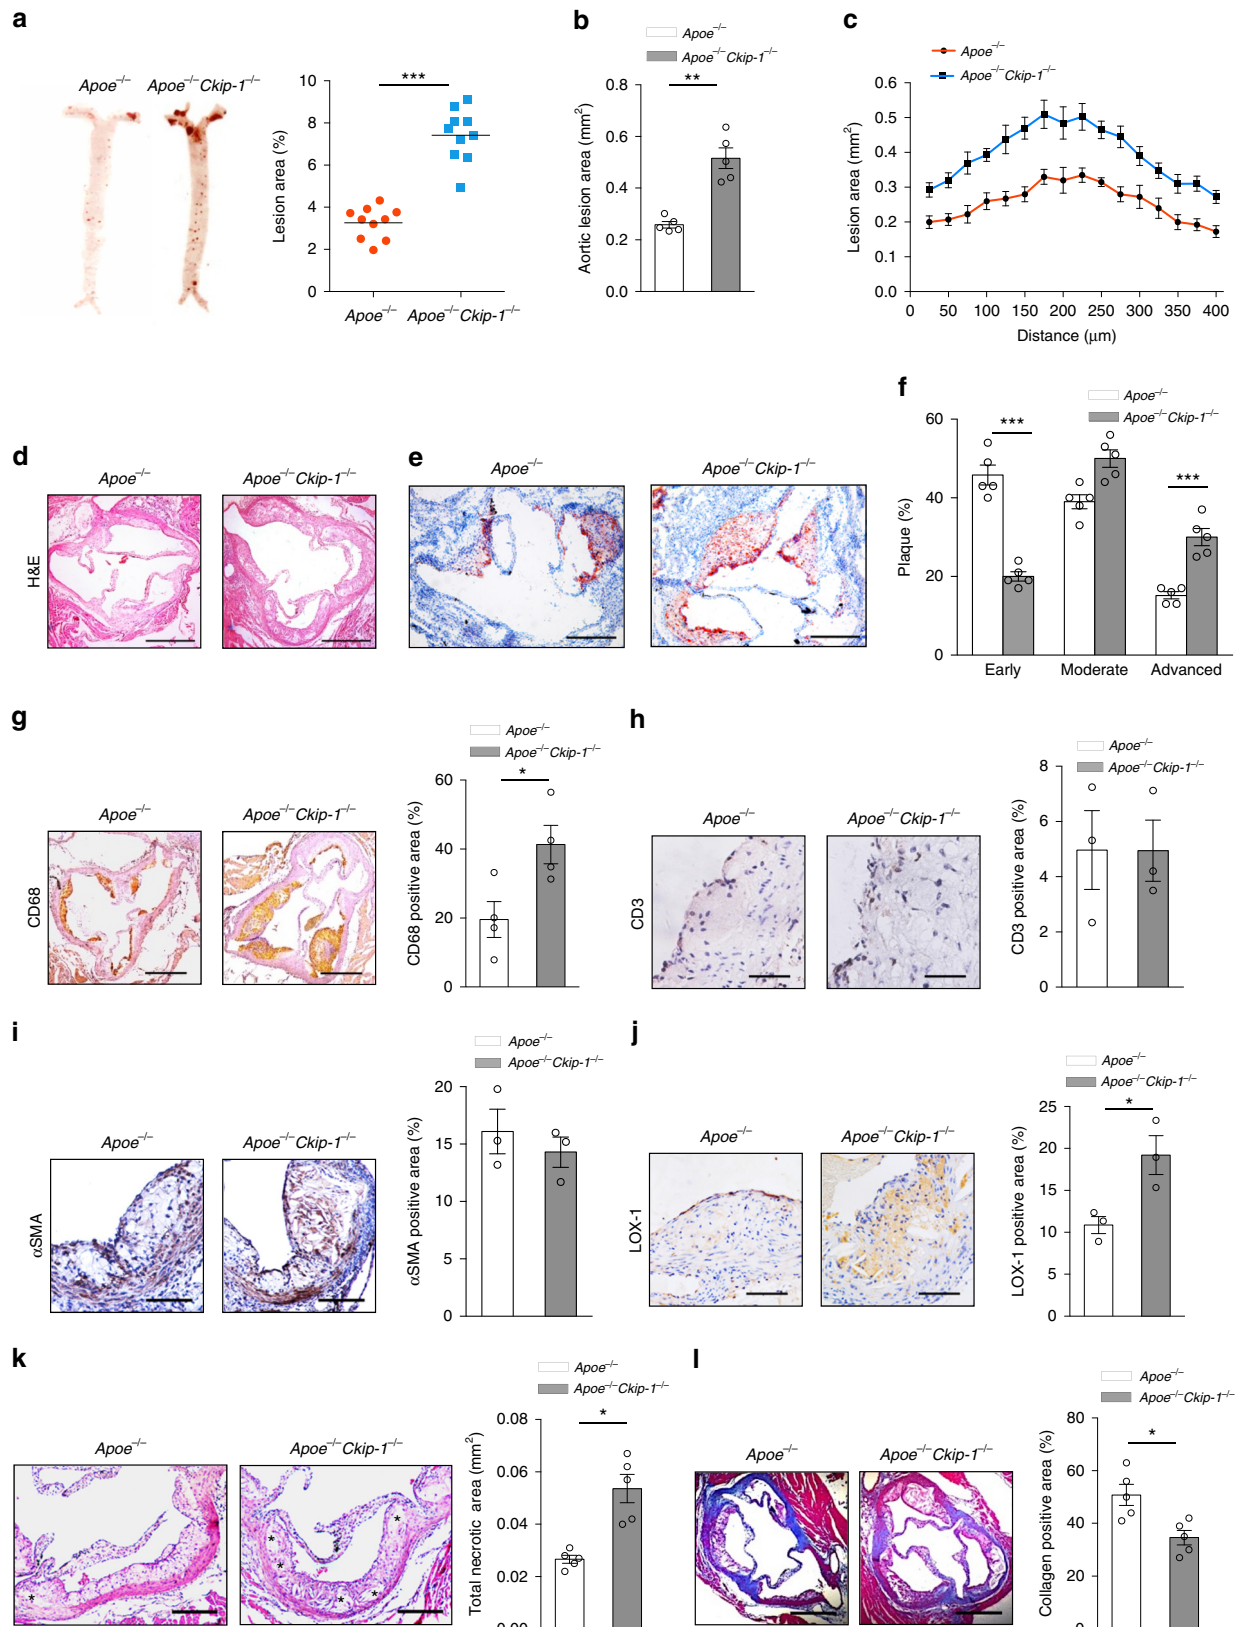 a
Apoe−/− Apoe−/−Ckip-1−/−
***
Lesion area (%)
10
8
6
4
2
0
Apoe−/− Apoe−/−Ckip-1−/−
b
Apoe−/−
Apoe−/−Ckip-1−/−
**
Aortic lesion area (mm2)
0.8
0.6
0.4
0.2
0.0
c
Apoe−/−
Apoe−/−Ckip-1−/−
Lesion area (mm2)
0.6
0.5
0.4
0.3
0.2
0.1
0.0
0 50 100 150 200 250 300 350 400
Distance (μm)
d
Apoe−/− Apoe−/−Ckip-1−/−
H&E
e
Apoe−/− Apoe−/−Ckip-1−/−
f
Apoe−/−
Apoe−/−Ckip-1−/−
Plaque (%)
60
40
20
0
***
***
Early Moderate Advanced
g
Apoe−/− Apoe−/−Ckip-1−/−
CD68
Apoe−/−
Apoe−/−Ckip-1−/−
*
CD68 positive area (%)
60
40
20
0
h
Apoe−/− Apoe−/−Ckip-1−/−
CD3
Apoe−/−
Apoe−/−Ckip-1−/−
CD3 positive area (%)
8
6
4
2
0
i
Apoe−/− Apoe−/−Ckip-1−/−
αSMA
Apoe−/−
Apoe−/−Ckip-1−/−
αSMA positive area (%)
20
15
10
5
0
j
Apoe−/− Apoe−/−Ckip-1−/−
LOX-1
Apoe−/−
Apoe−/−Ckip-1−/−
*
LOX-1 positive area (%)
25
20
15
10
5
0
k
Apoe−/− Apoe−/−Ckip-1−/−
* * * * * *
Apoe−/−
Apoe−/−Ckip-1−/−
*
Total necrotic area (mm2)
0.08
0.06
0.04
0.02
0.00
l
Apoe−/− Apoe−/−Ckip-1−/−
Apoe−/−
Apoe−/−Ckip-1−/−
*
Collagen positive area (%)
80
60
40
20
0